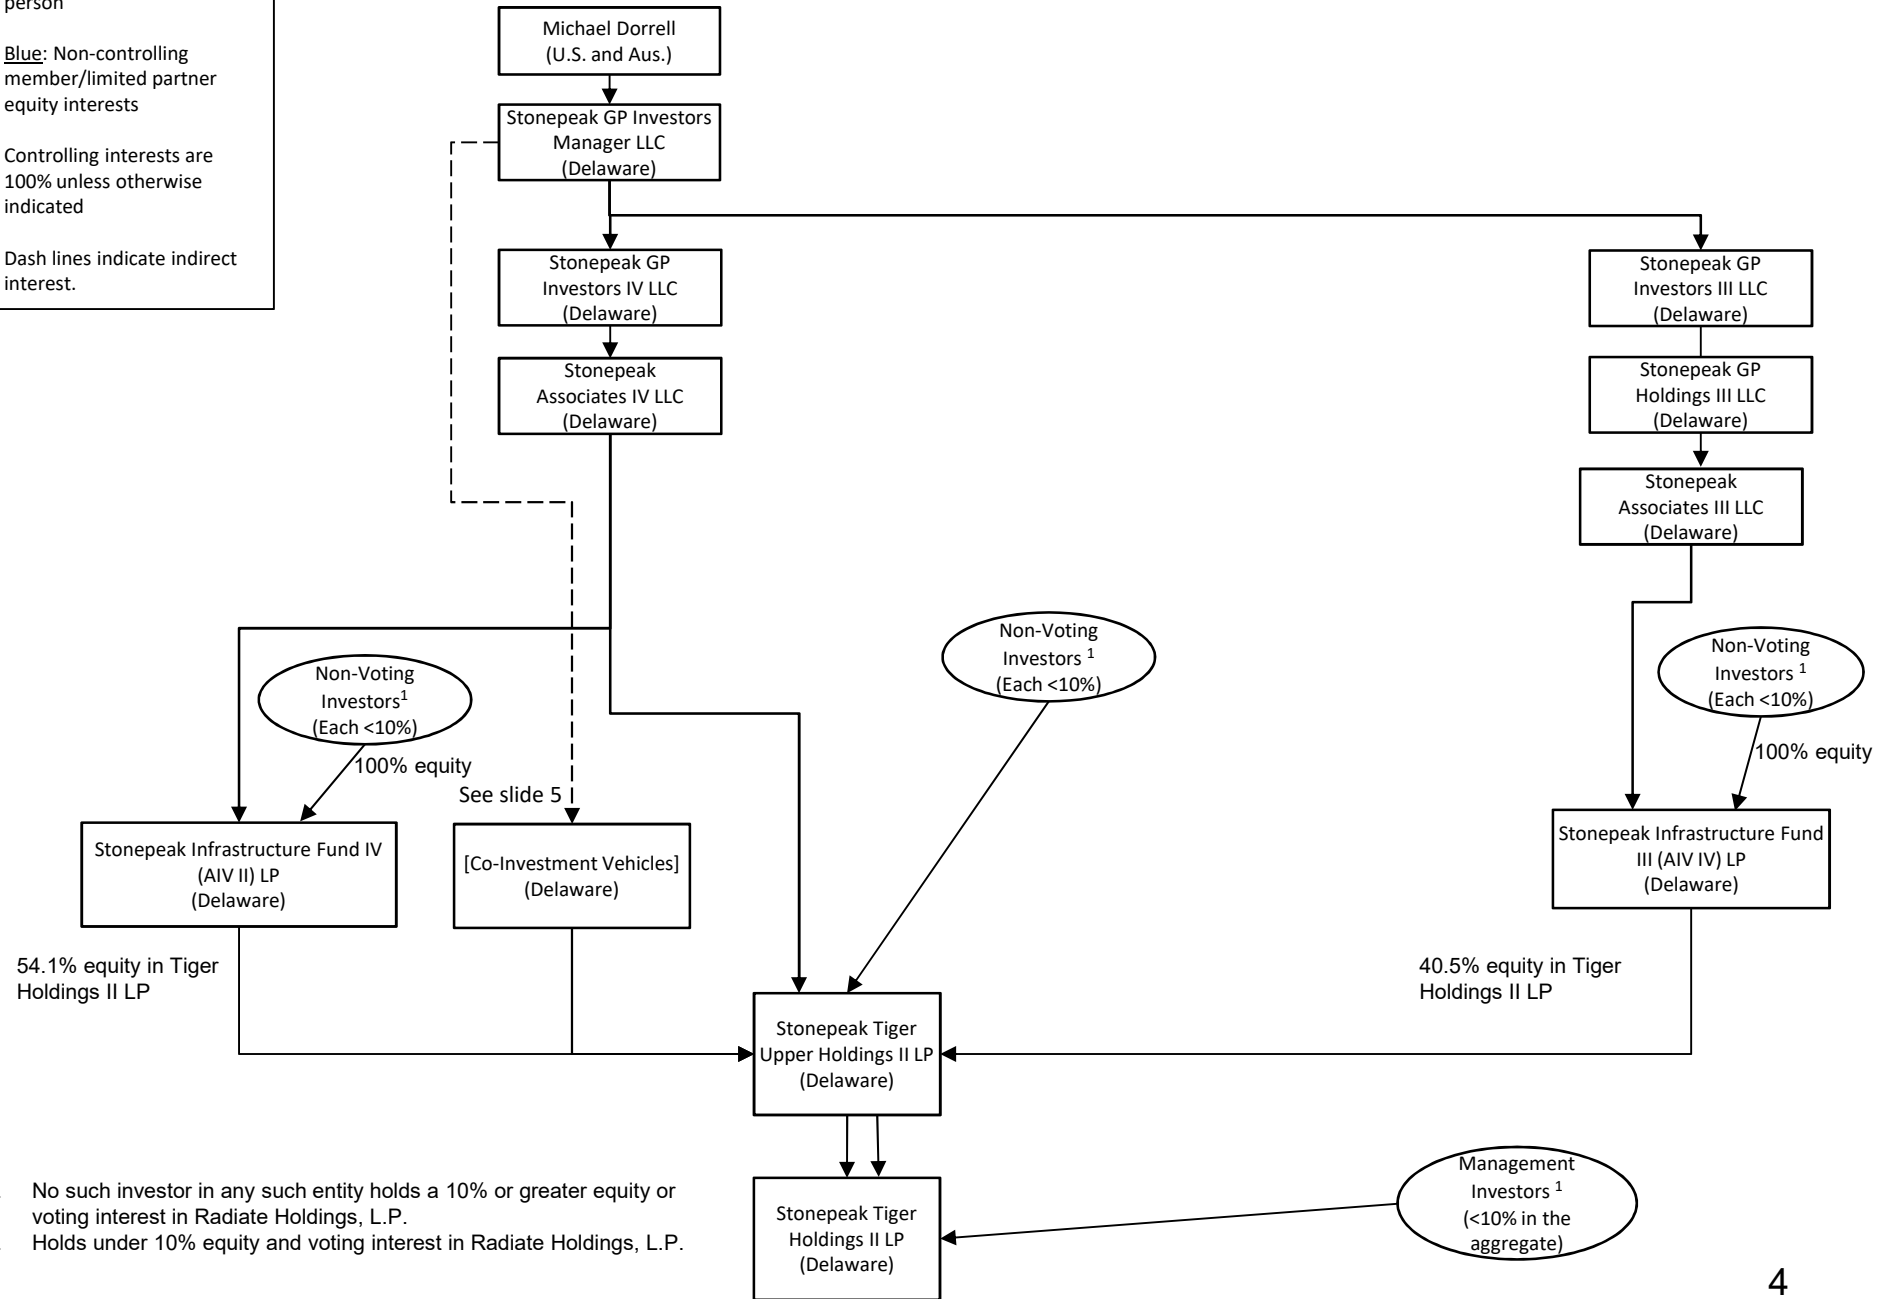 person
Blue: Non-controlling
member/limited partner
equity interests
Controlling interests are
100% unless otherwise
indicated
Dash lines indicate indirect
interest.
Michael Dorrell
(U.S. and Aus.)
Stonepeak GP Investors
Manager LLC
(Delaware)
Stonepeak GP
Investors IV LLC
(Delaware)
Stonepeak GP
Investors III LLC
(Delaware)
Stonepeak
Associates IV LLC
(Delaware)
Stonepeak GP
Holdings III LLC
(Delaware)
Stonepeak
Associates III LLC
(Delaware)
Non-Voting
Investors1
(Each <10%)
100% equity
Non-Voting
Investors 1
(Each <10%)
Non-Voting
Investors 1
(Each <10%)
100% equity
See slide 5
Stonepeak Infrastructure Fund IV
(AIV II) LP
(Delaware)
[Co-Investment Vehicles]
(Delaware)
Stonepeak Infrastructure Fund
III (AIV IV) LP
(Delaware)
54.1% equity in Tiger
Holdings II LP
40.5% equity in Tiger
Holdings II LP
Stonepeak Tiger
Upper Holdings II LP
(Delaware)
Stonepeak Tiger
Holdings II LP
(Delaware)
Management
Investors 1
(<10% in the
aggregate)
No such investor in any such entity holds a 10% or greater equity or
voting interest in Radiate Holdings, L.P.
Holds under 10% equity and voting interest in Radiate Holdings, L.P.
4